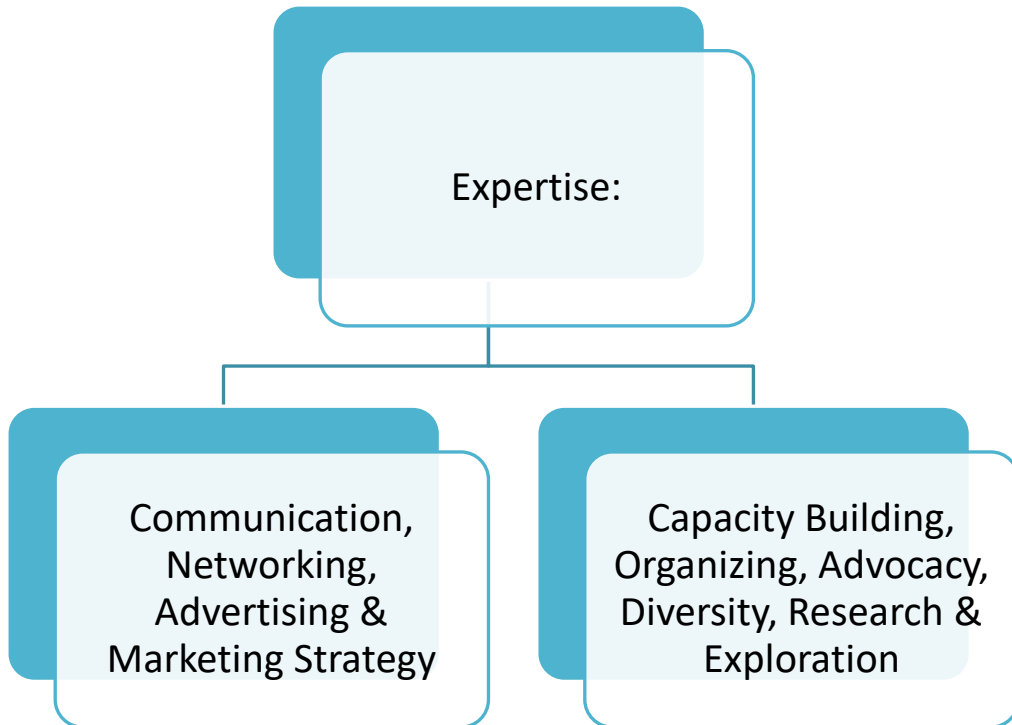 Expertise:
Communication,
Networking,
Advertising &
Marketing Strategy
Capacity Building,
Organizing, Advocacy,
Diversity, Research &
Exploration